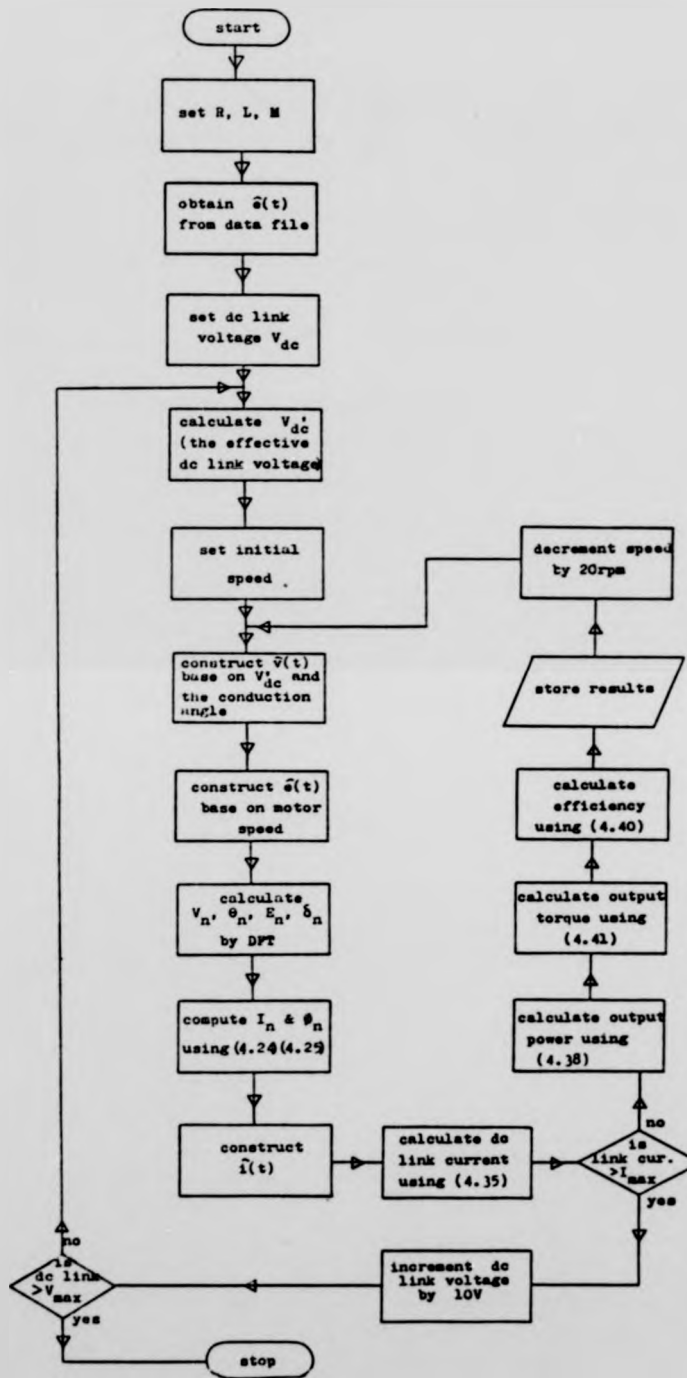 start
set R, L, M
obtain ê(t)
from data file
set dc link
voltage V_dc
calculate V_dc'
(the effective
dc link voltage)
set initial
speed
construct v̂(t)
base on V'_dc and
the conduction
angle
construct ê(t)
base on motor
speed
calculate
V_n, θ_n, E_n, δ_n
by DFT
compute I_n & ø_n
using (4.24)(4.25)
construct
î(t)
calculate dc
link current
using (4.35)
is
link cur.
>I_max
no
yes
calculate output
power using
(4.38)
calculate output
torque using
(4.41)
calculate
efficiency
using (4.40)
store results
decrement speed
by 20rpm
increment dc
link voltage
by 10V
no
is
dc link
>V_max
yes
stop